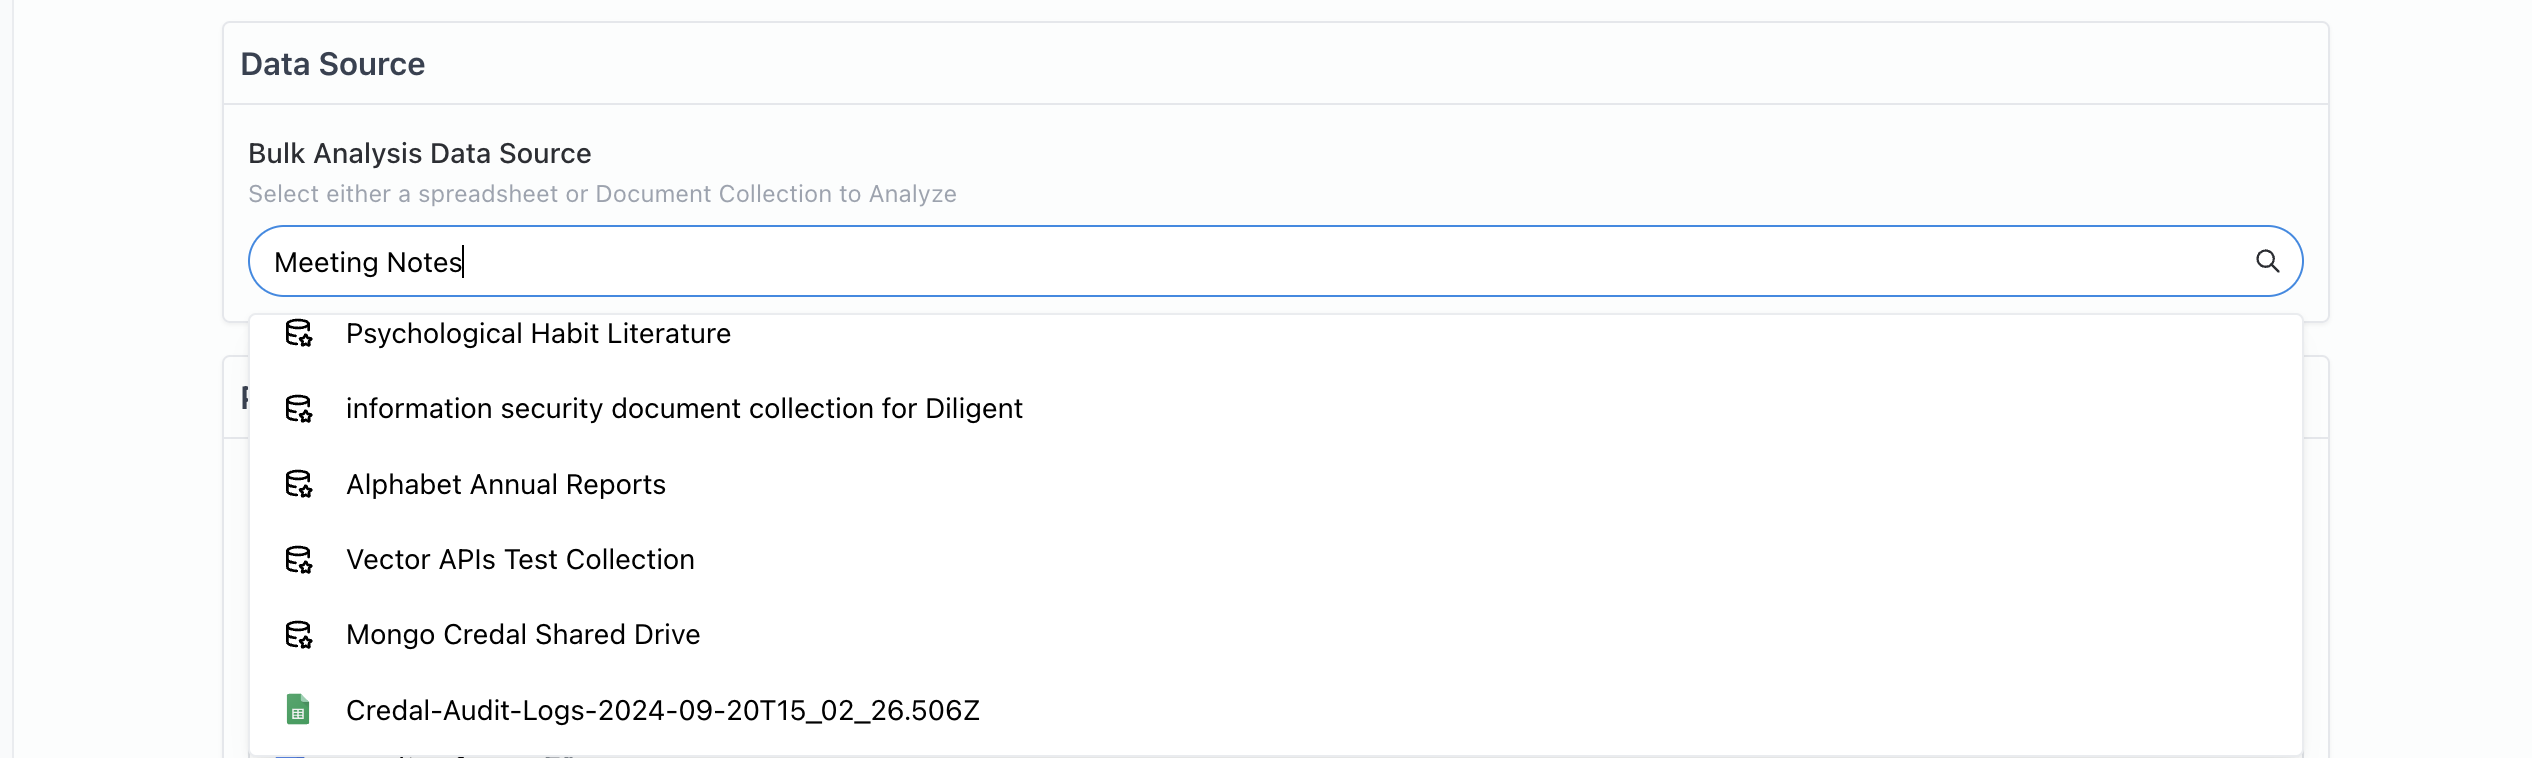 Data Source
Bulk Analysis Data Source
Select either a spreadsheet or Document Collection to Analyze
Meeting Notes
Psychological Habit Literature
information security document collection for Diligent
Alphabet Annual Reports
Vector APIs Test Collection
Mongo Credal Shared Drive
Credal-Audit-Logs-2024-09-20T15_02_26.506Z